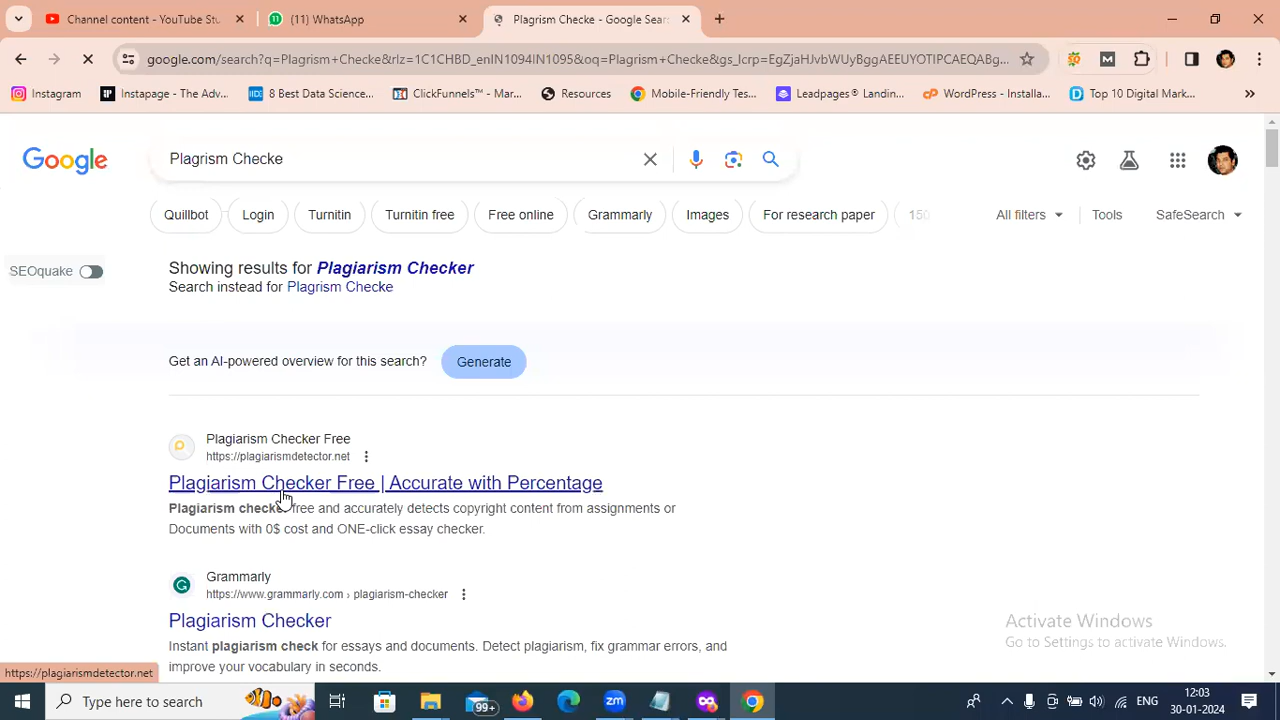 Channel content - YouTube Stu
(11) WhatsApp
Plagrism Checke - Google Sear
google.com/search?q=Plagrism+Checke&rlz=1C1CHBD_enIN1094IN1095&oq=Plagrism+Checke&gs_lcrp=EgZjaHJvbWUyBggAEEUYOTIPCAEQABg...
Instagram
Instapage - The Adv...
8 Best Data Science...
ClickFunnels™ - Mar...
Resources
Mobile-Friendly Tes...
Leadpages® Landin...
WordPress - Installa...
Top 10 Digital Mark...
Google
Plagrism Checke
Quillbot
Login
Turnitin
Turnitin free
Free online
Grammarly
Images
For research paper
150
All filters
Tools
SafeSearch
SEOquake
Showing results for Plagiarism Checker
Search instead for Plagrism Checke
Get an AI-powered overview for this search?
Generate
Plagiarism Checker Free
https://plagiarismdetector.net
Plagiarism Checker Free | Accurate with Percentage
Plagiarism checke free and accurately detects copyright content from assignments or
Documents with 0$ cost and ONE-click essay checker.
Grammarly
https://www.grammarly.com › plagiarism-checker
Plagiarism Checker
Instant plagiarism check for essays and documents. Detect plagiarism, fix grammar errors, and
improve your vocabulary in seconds.
Activate Windows
Go to Settings to activate Windows.
https://plagiarismdetector.net
Type here to search
99+
ENG
12:03
30-01-2024